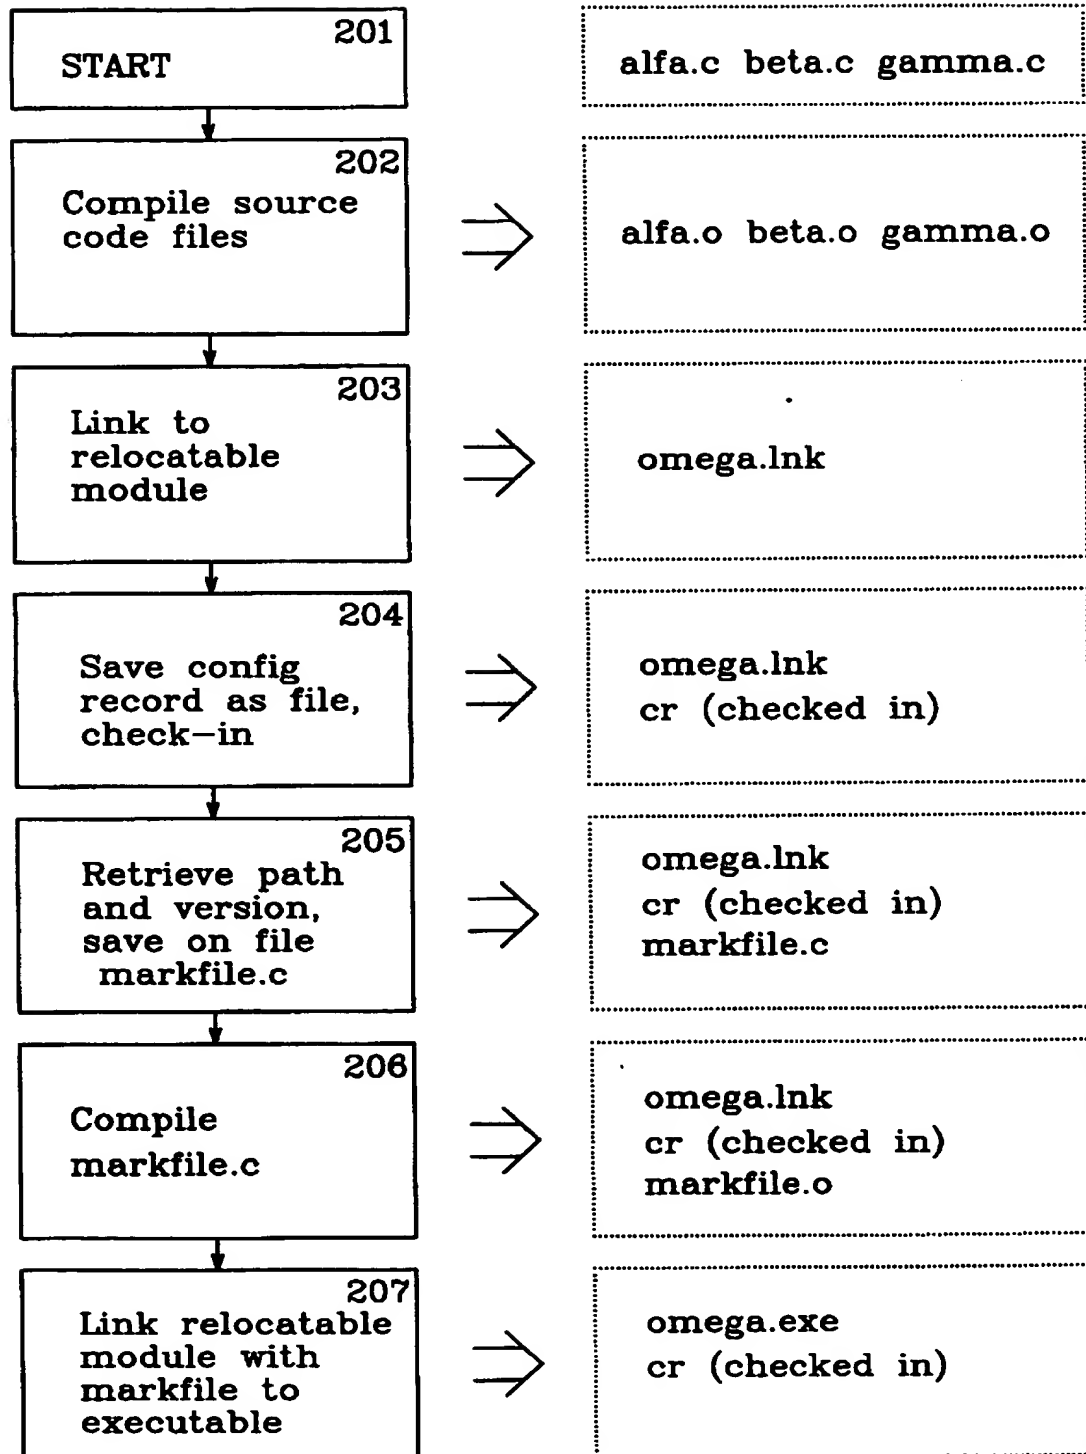 201
START
alfa.c beta.c gamma.c
202
Compile source
code files
alfa.o beta.o gamma.o
203
Link to
relocatable
module
omega.lnk
204
Save config
record as file,
check-in
omega.lnk
cr (checked in)
205
Retrieve path
and version,
save on file
markfile.c
omega.lnk
cr (checked in)
markfile.c
206
Compile
markfile.c
omega.lnk
cr (checked in)
markfile.o
207
Link relocatable
module with
markfile to
executable
omega.exe
cr (checked in)